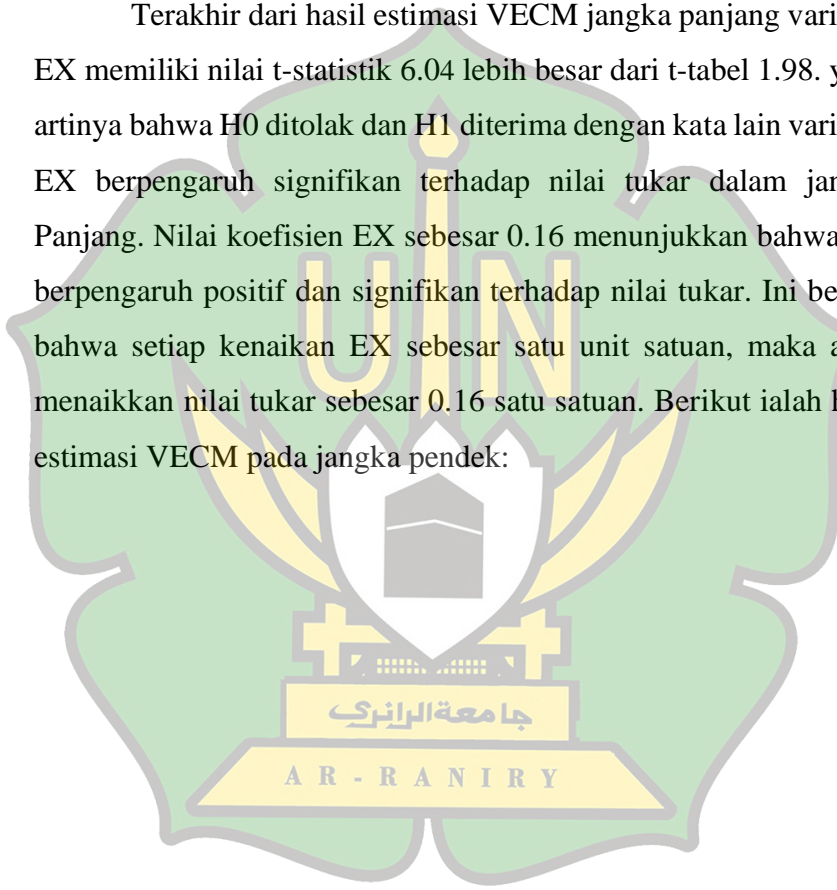 Terakhir dari hasil estimasi VECM jangka panjang vari
EX memiliki nilai t-statistik 6.04 lebih besar dari t-tabel 1.98. y
artinya bahwa H0 ditolak dan H1 diterima dengan kata lain vari
EX berpengaruh signifikan terhadap nilai tukar dalam jan
Panjang. Nilai koefisien EX sebesar 0.16 menunjukkan bahwa
berpengaruh positif dan signifikan terhadap nilai tukar. Ini be
bahwa setiap kenaikan EX sebesar satu unit satuan, maka a
menaikkan nilai tukar sebesar 0.16 satu satuan. Berikut ialah h
estimasi VECM pada jangka pendek:
UIN
جامعةالرانري
AR-RANIRY